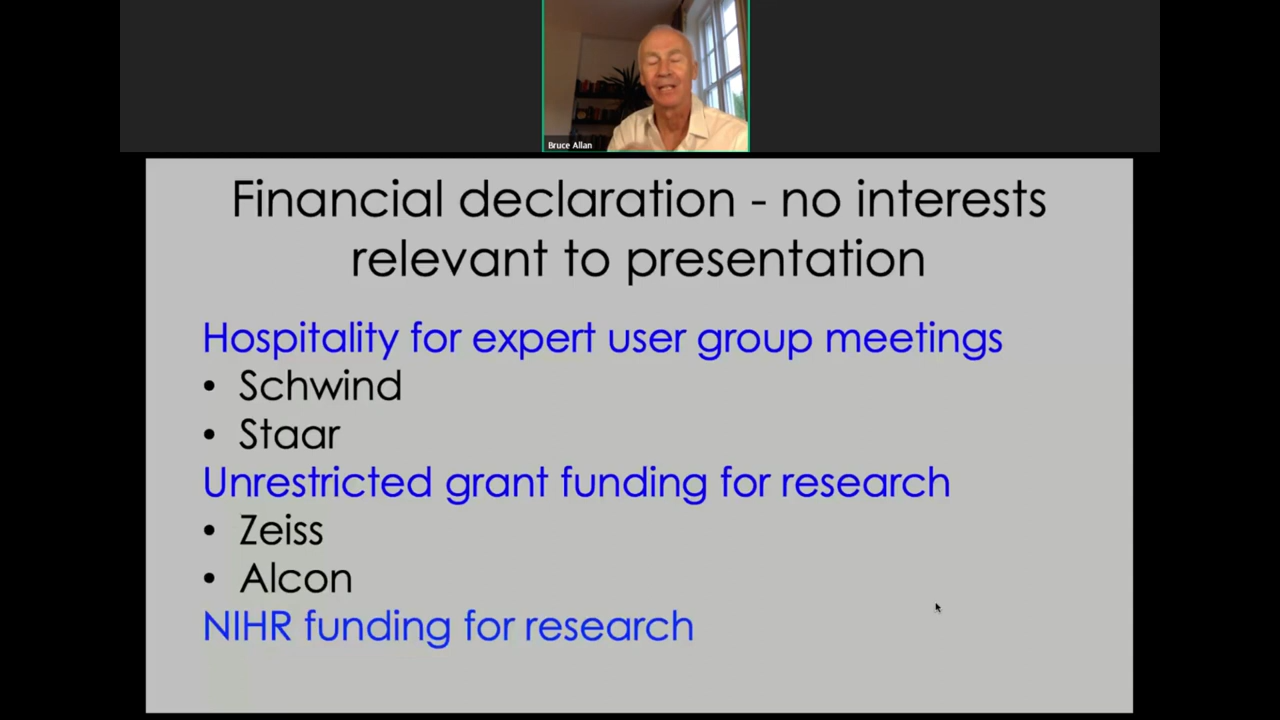 Bruce Allan
Financial declaration - no interests
relevant to presentation
Hospitality for expert user group meetings
• Schwind
• Staar
Unrestricted grant funding for research
• Zeiss
• Alcon
NIHR funding for research